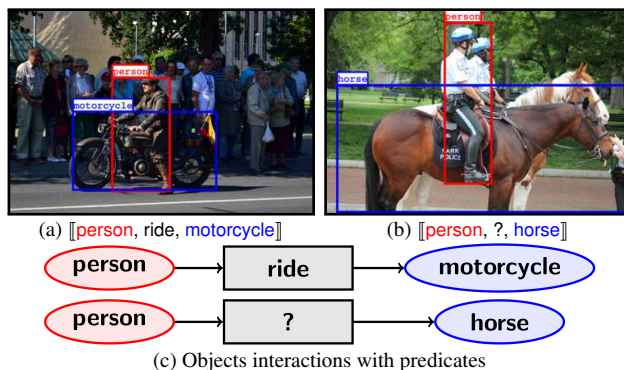 person
motorcycle
person
horse
PARK
POLICE
(a) ⟦person, ride, motorcycle⟧
(b) ⟦person, ?, horse⟧
person
ride
motorcycle
person
?
horse
(c) Objects interactions with predicates